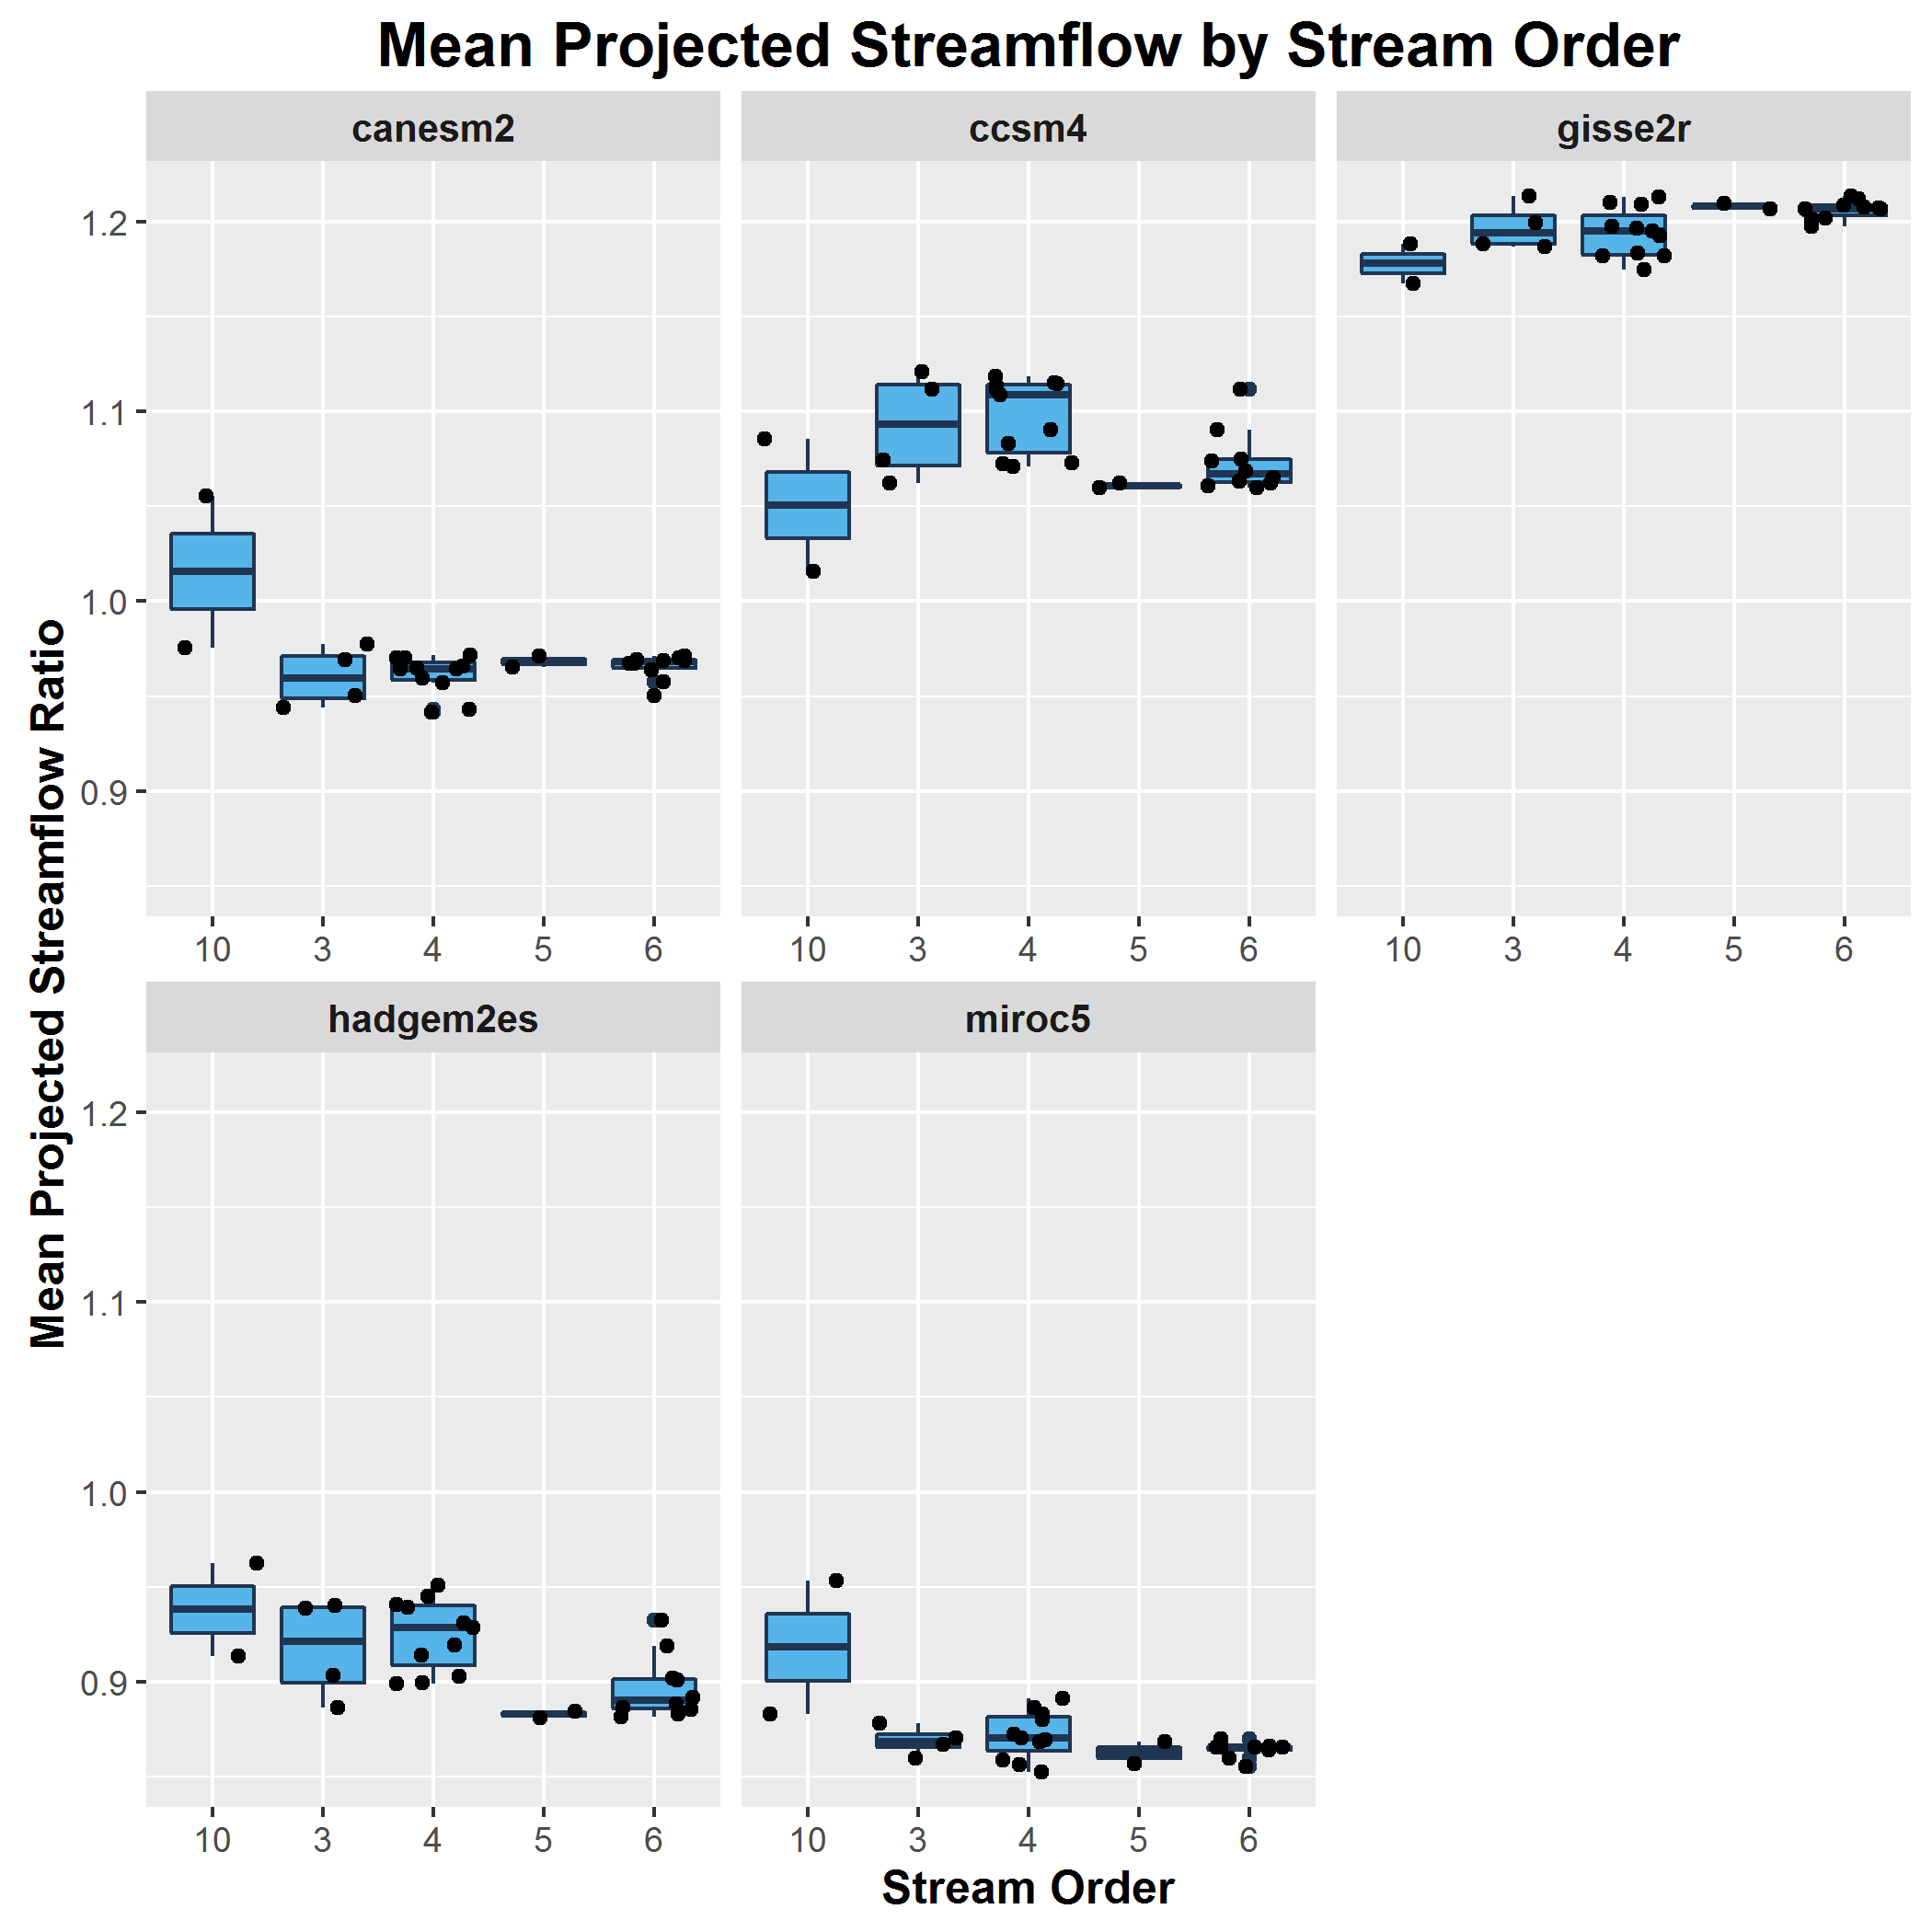 Mean Projected Streamflow by Stream Order
canesm2 ccsm4 gisse2r
1.2
1.1
1.0
0.9
10 3 4 5 6 10 3 4 5 6 10 3 4 5 6
Mean Projected Streamflow Ratio
hadgem2es miroc5
1.2
1.1
1.0
0.9
10 3 4 5 6 10 3 4 5 6
Stream Order